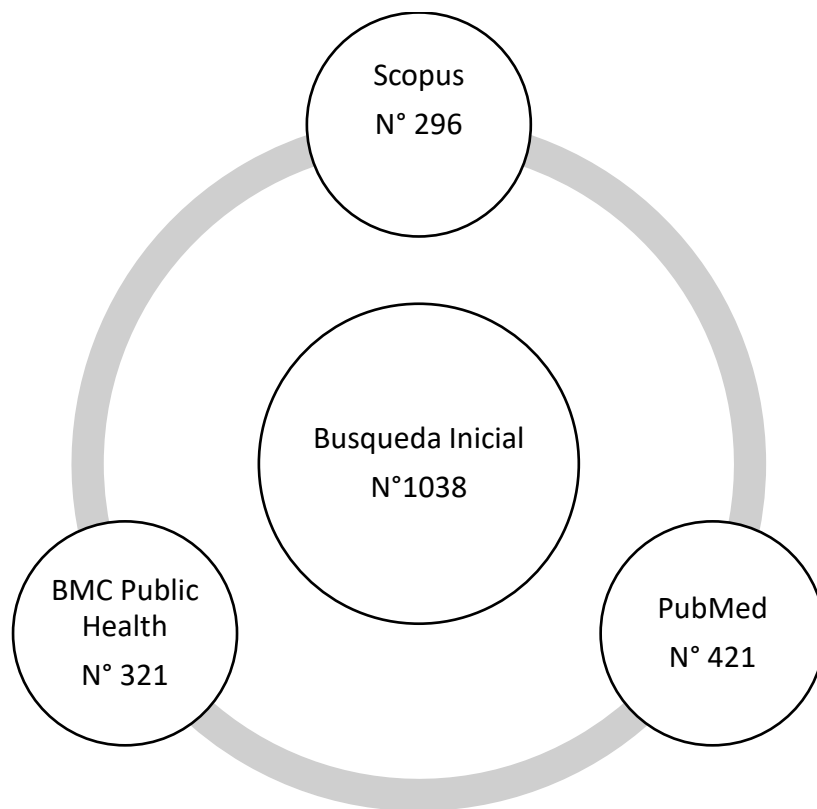 Scopus
N° 296
Busqueda Inicial
N°1038
BMC Public
Health
N° 321
PubMed
N° 421